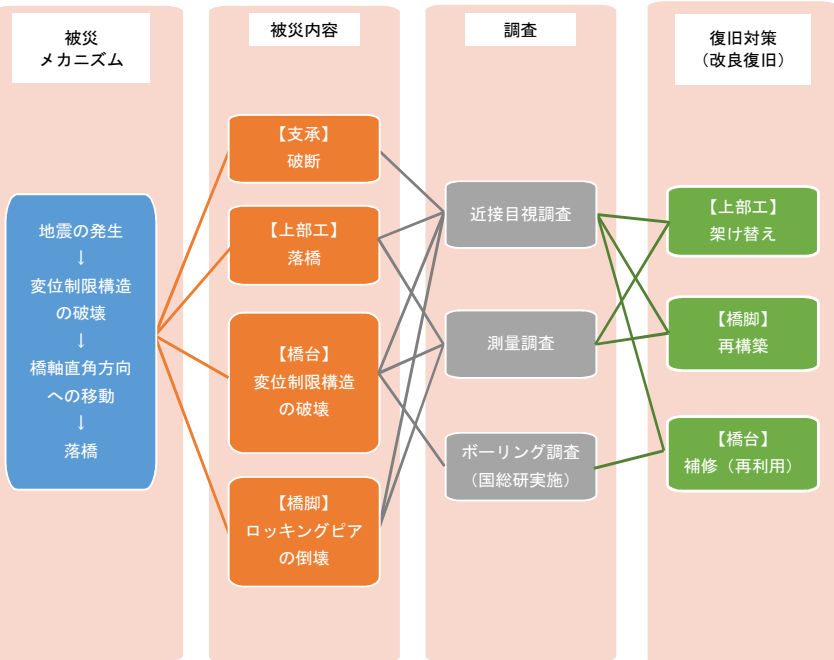 被災
メカニズム
被災内容
調査
復旧対策
（改良復旧）
地震の発生
↓
変位制限構造
の破壊
↓
橋軸直角方向
への移動
↓
落橋
【支承】
破断
【上部工】
落橋
【橋台】
変位制限構造
の破壊
【橋脚】
ロッキングピア
の倒壊
近接目視調査
測量調査
ボーリング調査
（国総研実施）
【上部工】
架け替え
【橋脚】
再構築
【橋台】
補修（再利用）